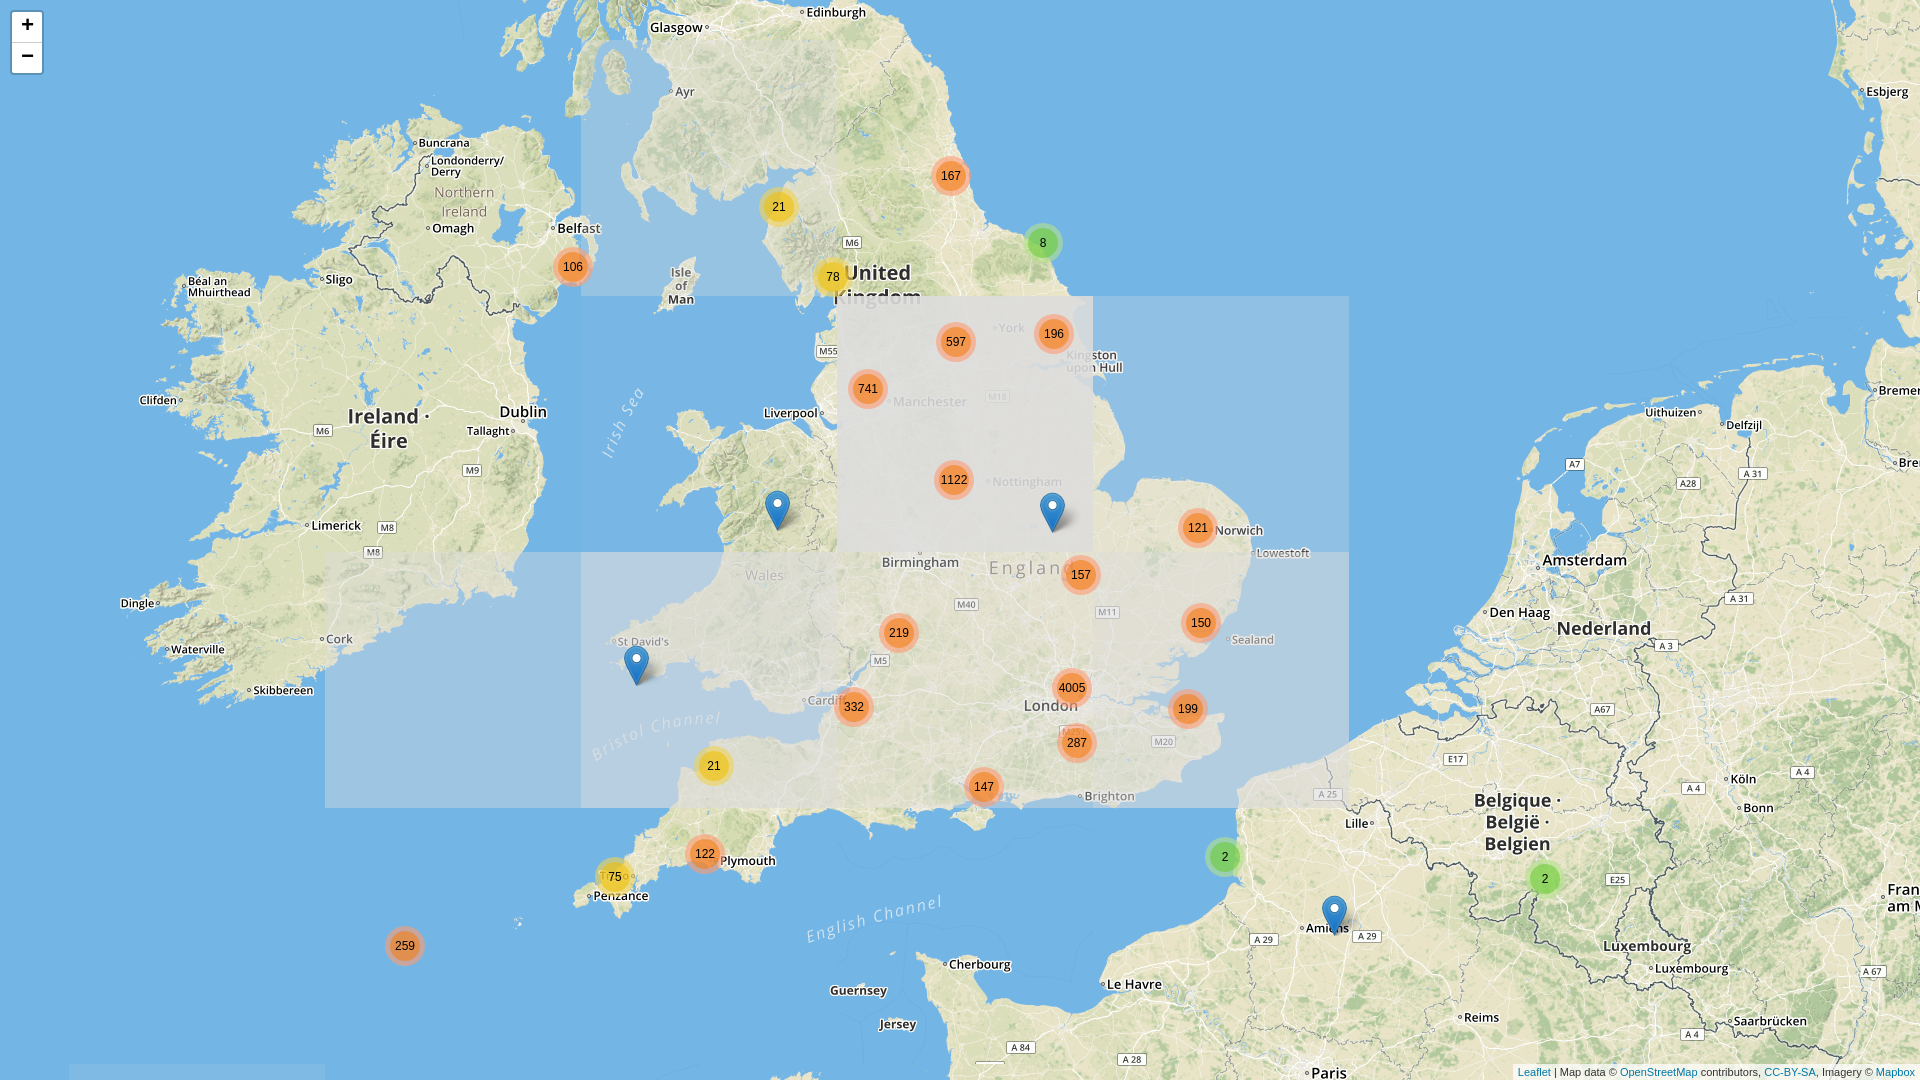 +
−
Edinburgh
Glasgow
Ayr
Esbjerg
Buncrana
Londonderry/
Derry
Northern
Ireland
Omagh
Belfast
167
21
8
M6
106
78
United
Kingdom
Isle
of
Man
Sligo
Béal an
Mhuirthead
York
196
597
Kingston
upon Hull
M55
741
Manchester
M18
Clifden
Liverpool
Dublin
Ireland ·
Éire
Tallaght
M6
Irish Sea
M9
1122
Nottingham
Uithuizen
Delfzijl
Bremer
Bre
A7
A 31
A28
Limerick
M8
M8
121
Norwich
Lowestoft
Birmingham
England
157
Wales
Amsterdam
A 31
Dingle
M40
M11
Den Haag
Nederland
Cork
Waterville
St David's
219
150
Sealand
A 3
M5
Skibbereen
4005
Cardiff
332
London
199
A67
Bristol Channel
287
M20
E17
21
147
Brighton
A 25
Köln
A 4
A 4
Bonn
Belgique ·
België ·
Belgien
Lille
122
Plymouth
75
Penzance
2
2
E25
Fran
am M
English Channel
Amiens
A 29
A 29
259
Luxembourg
Luxembourg
A 67
Cherbourg
Guernsey
Le Havre
Jersey
Reims
Saarbrücken
A 4
A 84
A 28
Paris
Leaflet | Map data © OpenStreetMap contributors, CC-BY-SA, Imagery © Mapbox